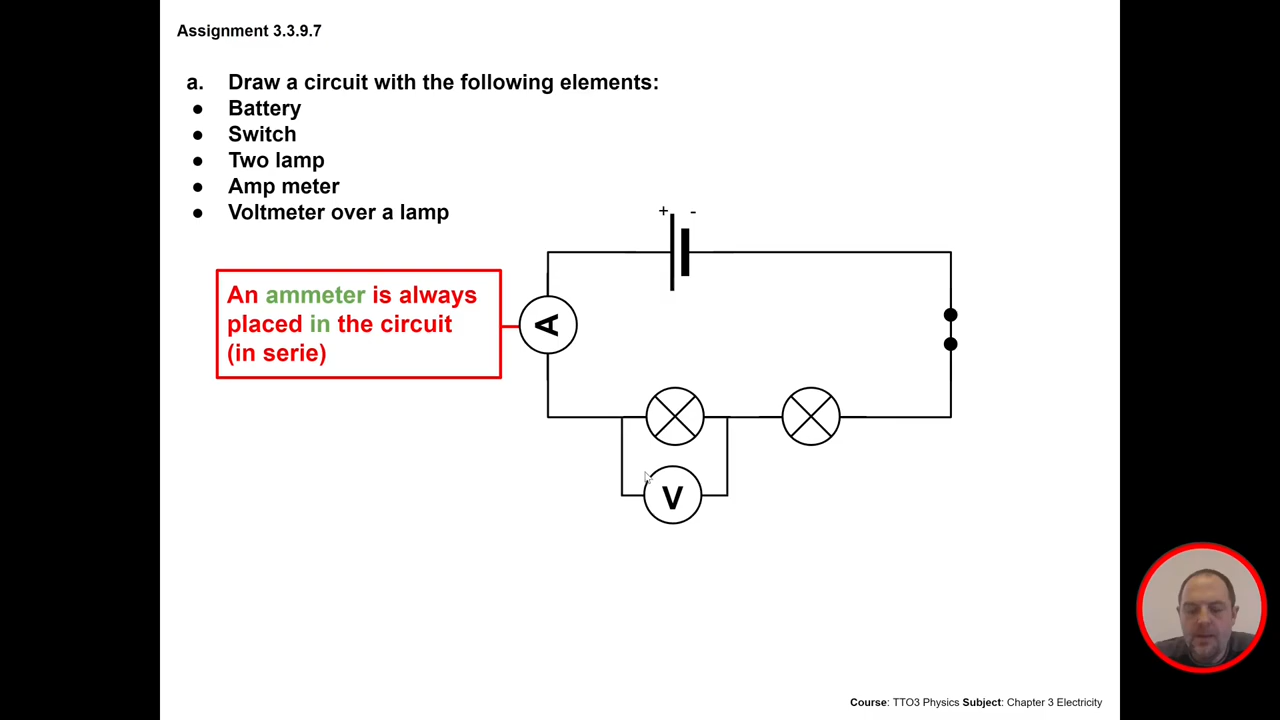 Assignment 3.3.9.7
a. Draw a circuit with the following elements:
● Battery
● Switch
● Two lamp
● Amp meter
● Voltmeter over a lamp
+ -
An ammeter is always
placed in the circuit
(in serie)
A
V
Course: TTO3 Physics Subject: Chapter 3 Electricity